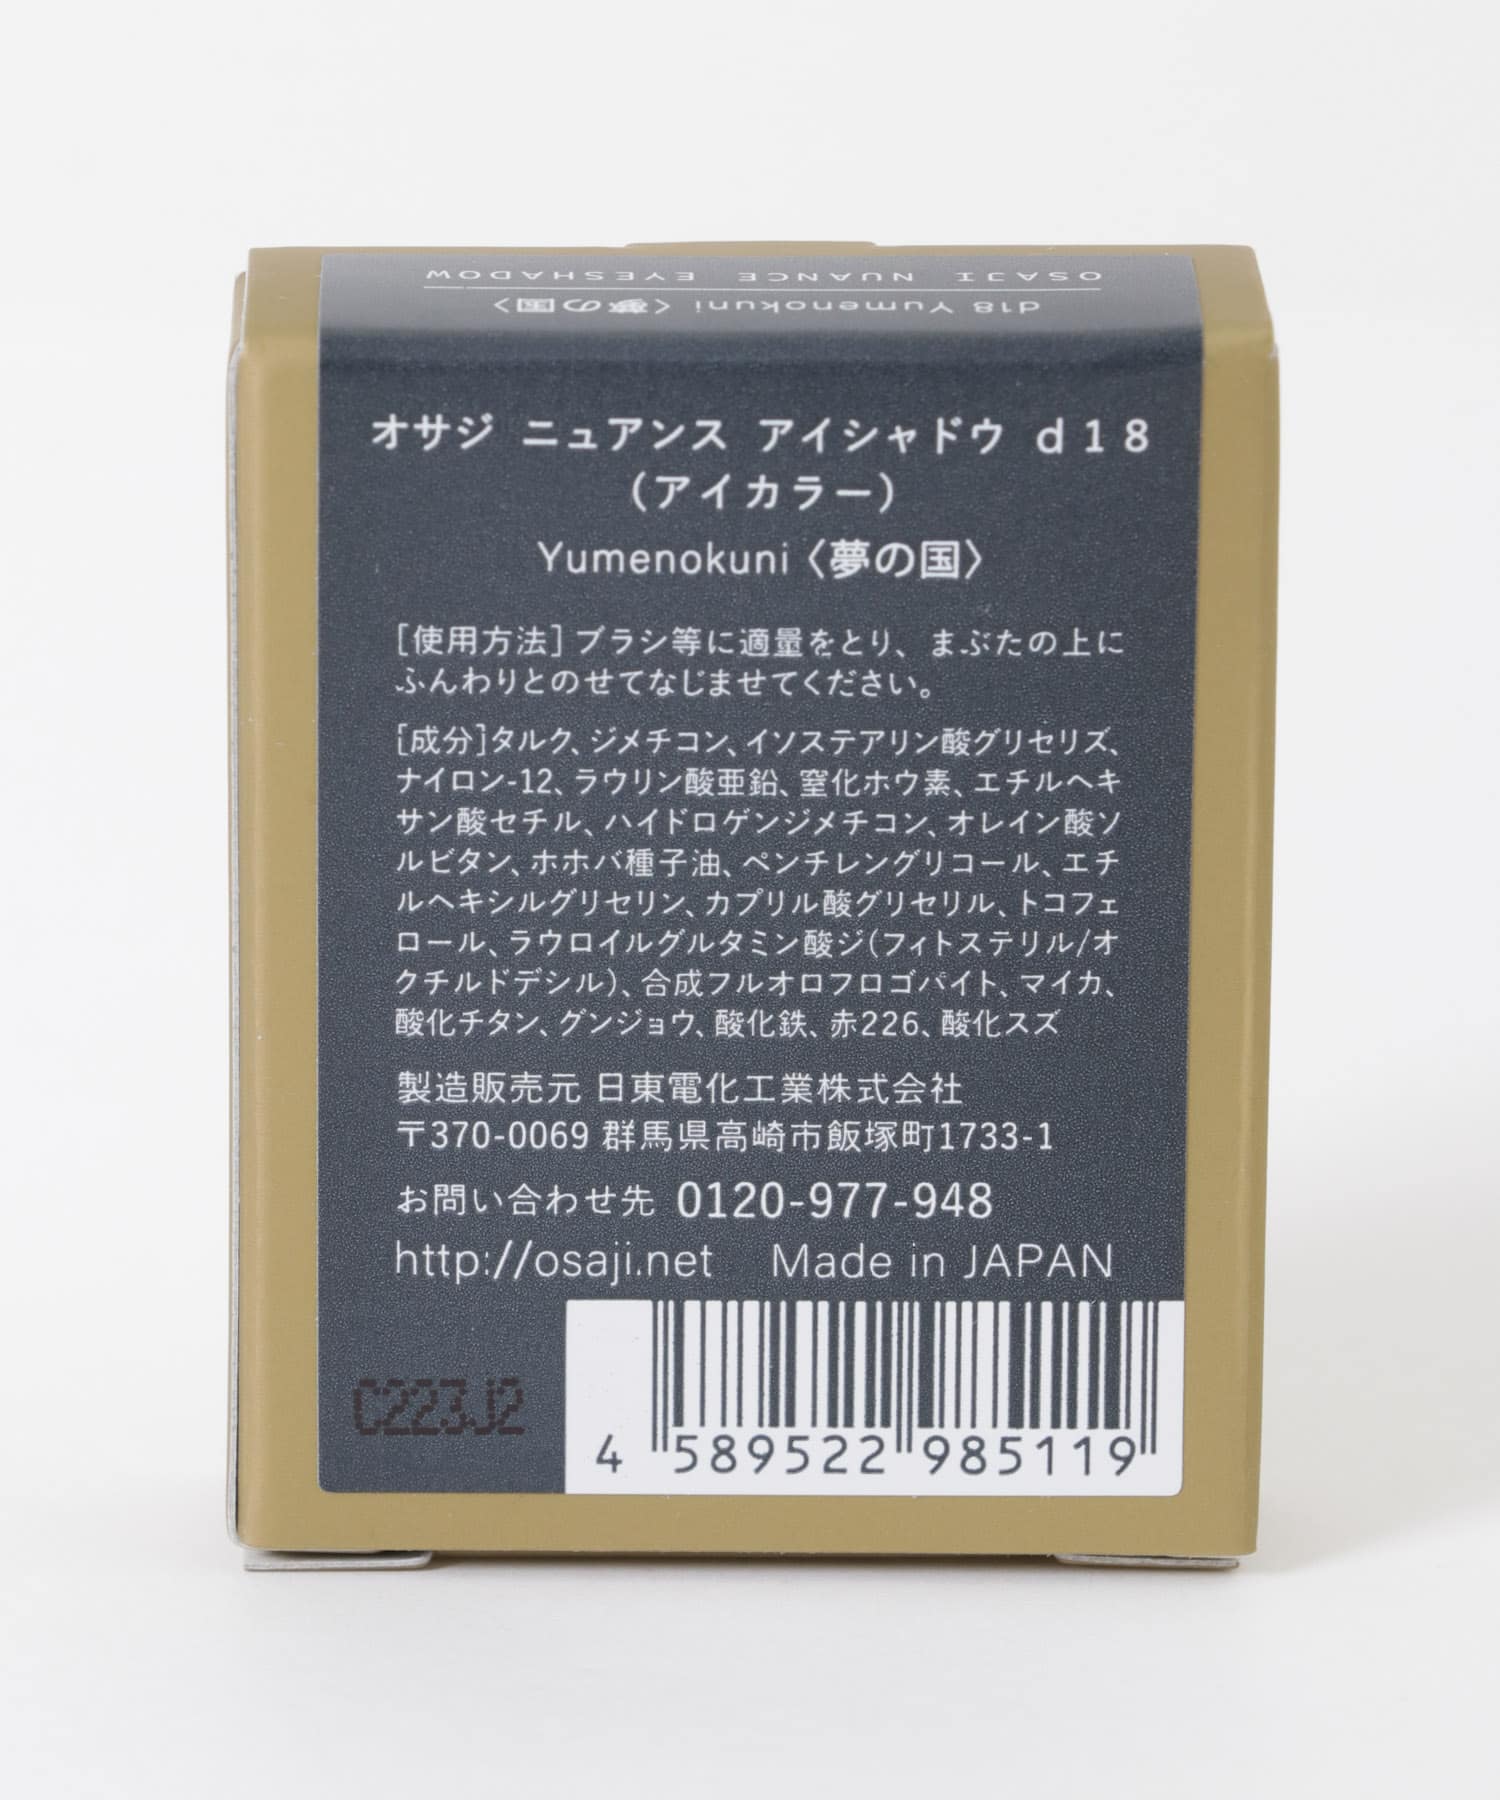 OSAJI NUANCE EYESHADOW
d18 Yumenokuni〈夢の国〉
オサジ ニュアンス アイシャドウ d18
（アイカラー）
Yumenokuni〈夢の国〉
[使用方法]ブラシ等に適量をとり、まぶたの上に
ふんわりとのせてなじませてください。
[成分]タルク、ジメチコン、イソステアリン酸グリセリズ、
ナイロン-12、ラウリン酸亜鉛、窒化ホウ素、エチルヘキ
サン酸セチル、ハイドロゲンジメチコン、オレイン酸ソ
ルビタン、ホホバ種子油、ペンチレングリコール、エチ
ルヘキシルグリセリン、カプリル酸グリセリル、トコフェ
ロール、ラウロイルグルタミン酸ジ(フィトステリル/オ
クチルドデシル)、合成フルオロフロゴパイト、マイカ、
酸化チタン、グンジョウ、酸化鉄、赤226、酸化スズ
製造販売元 日東電化工業株式会社
〒370-0069 群馬県高崎市飯塚町1733-1
お問い合わせ先 0120-977-948
http://osaji.net Made in JAPAN
C223J2
4 589522 985119